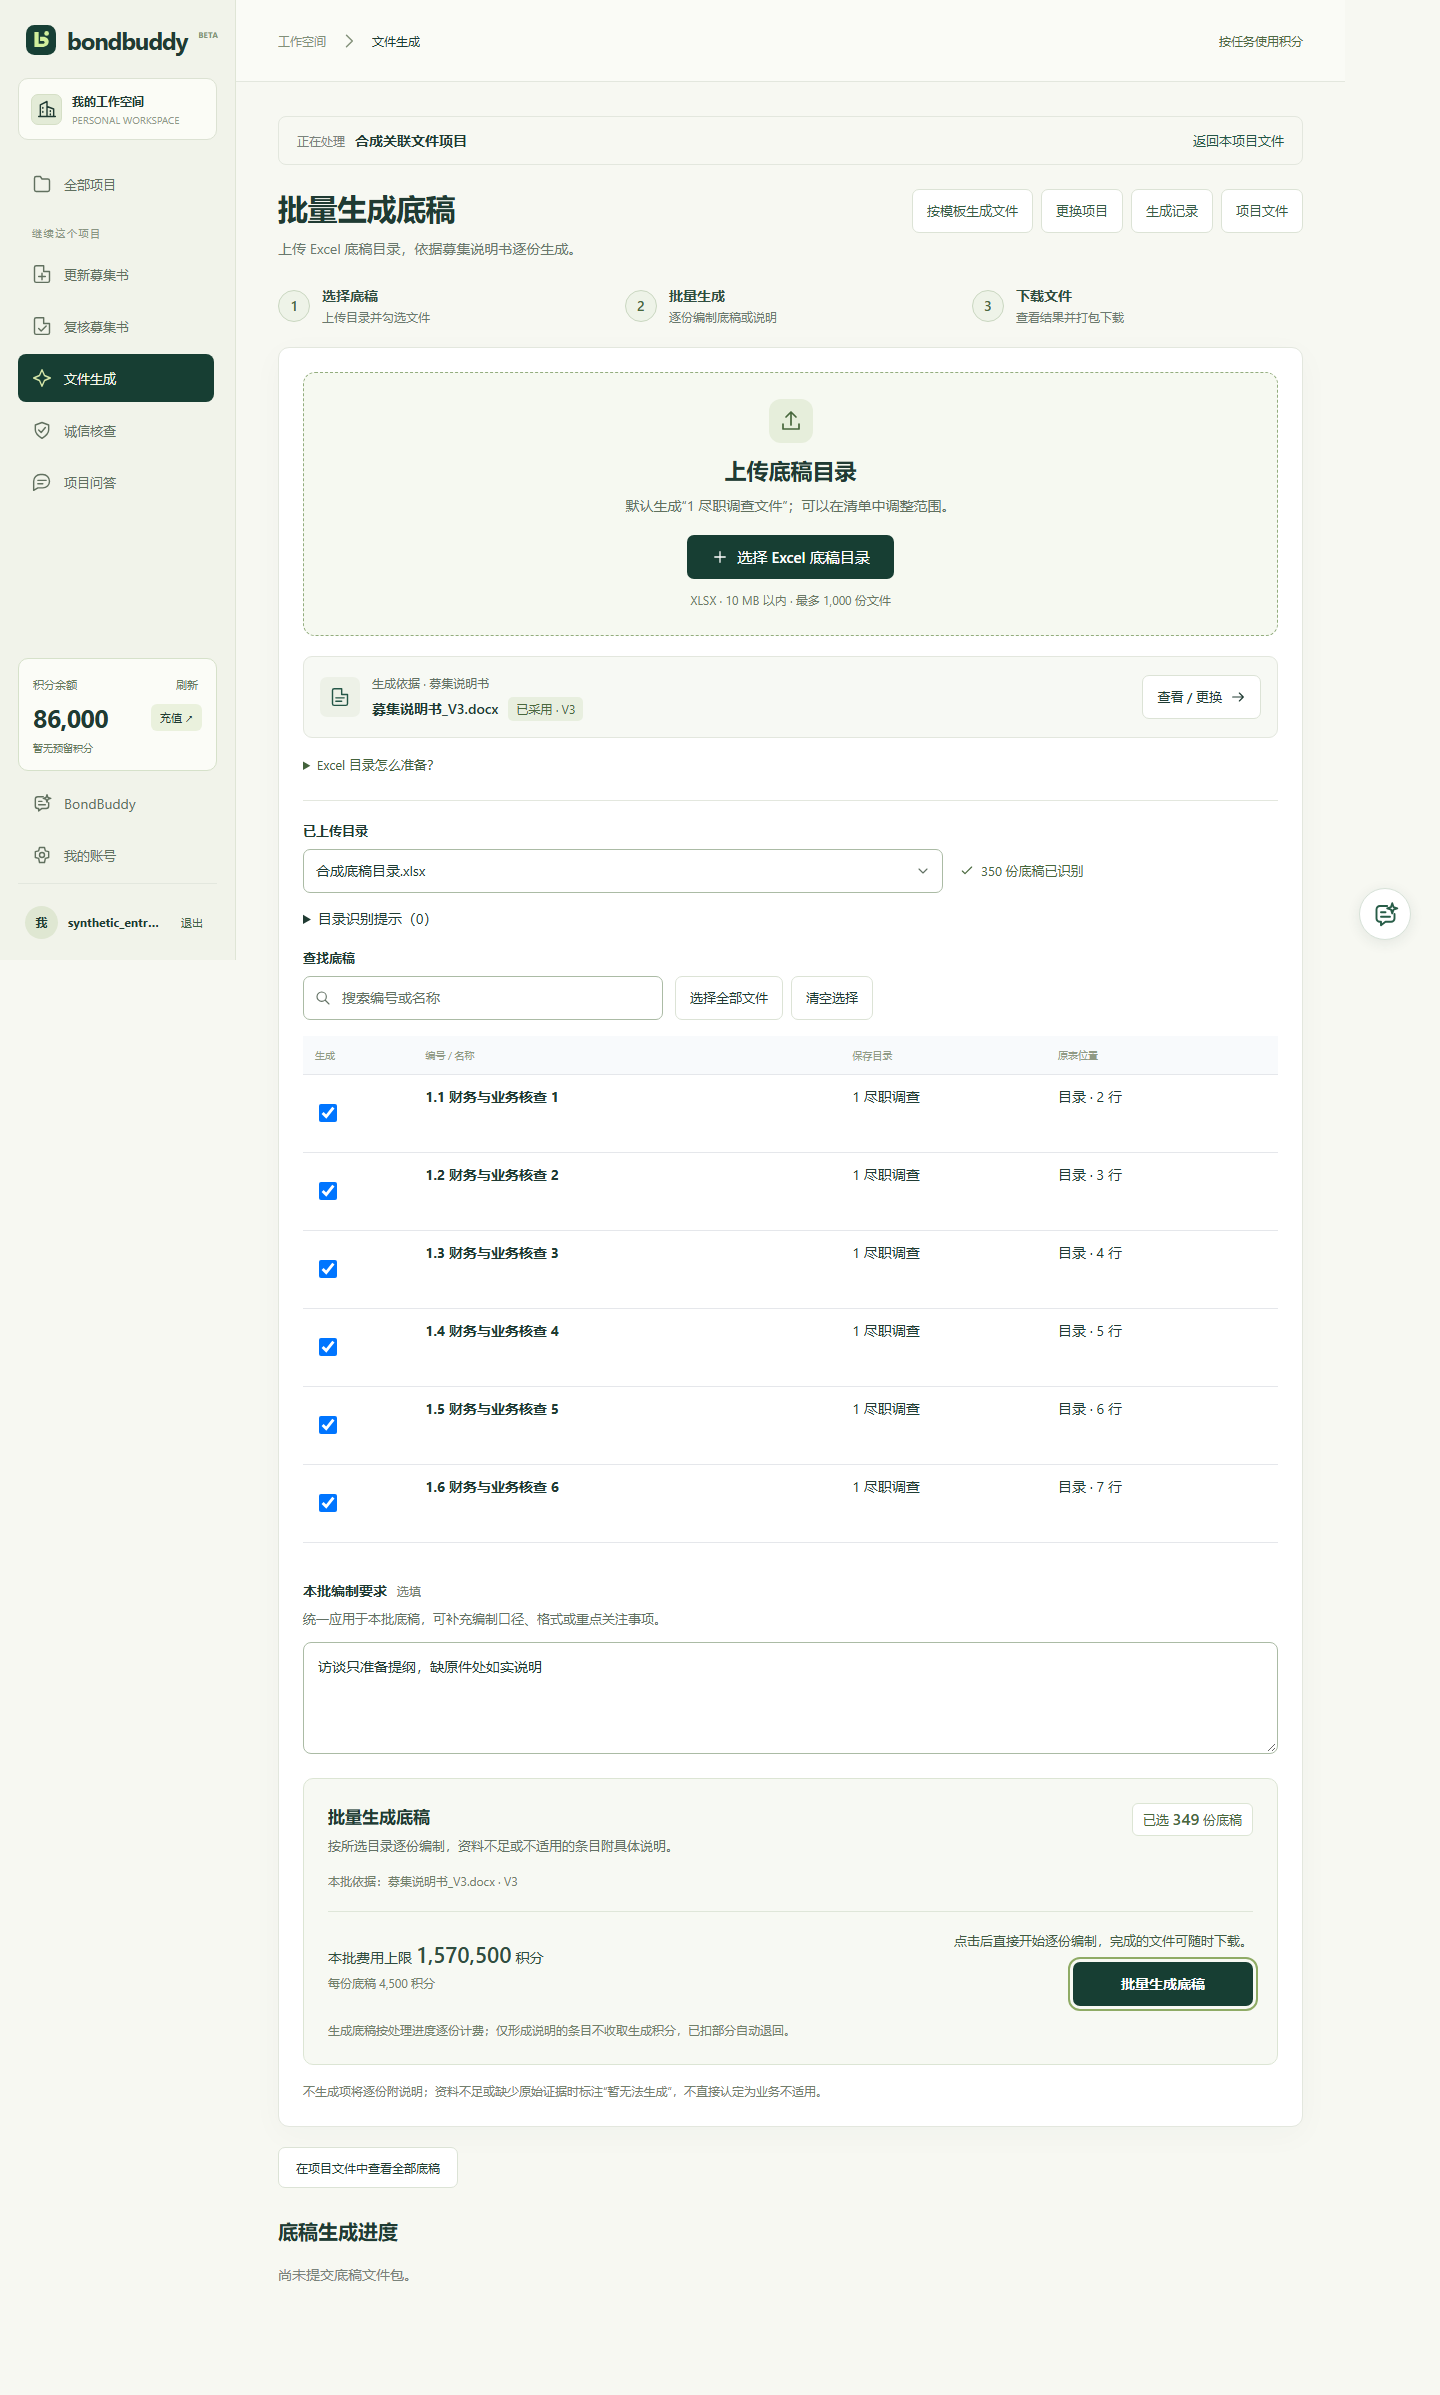 bondbuddy BETA
我的工作空间
PERSONAL WORKSPACE
全部项目
继续这个项目
更新募集书
复核募集书
文件生成
诚信核查
项目问答
积分余额 刷新
86,000 充值↗
暂无预留积分
BondBuddy
我的账号
我 synthetic_entr... 退出
工作空间 文件生成 按任务使用积分
正在处理 合成关联文件项目 返回本项目文件
批量生成底稿
按模板生成文件 更换项目 生成记录 项目文件
上传 Excel 底稿目录，依据募集说明书逐份生成。
1 选择底稿
上传目录并勾选文件
2 批量生成
逐份编制底稿或说明
3 下载文件
查看结果并打包下载
上传底稿目录
默认生成“1 尽职调查文件”；可以在清单中调整范围。
+ 选择 Excel 底稿目录
XLSX · 10 MB 以内 · 最多 1,000 份文件
生成依据 · 募集说明书
募集说明书_V3.docx 已采用 · V3
查看 / 更换 →
▶ Excel 目录怎么准备？
已上传目录
合成底稿目录.xlsx ✓ 350 份底稿已识别
▶ 目录识别提示（0）
查找底稿
搜索编号或名称 选择全部文件 清空选择
生成 编号 / 名称 保存目录 原表位置
1.1 财务与业务核查 1 1 尽职调查 目录 · 2 行
1.2 财务与业务核查 2 1 尽职调查 目录 · 3 行
1.3 财务与业务核查 3 1 尽职调查 目录 · 4 行
1.4 财务与业务核查 4 1 尽职调查 目录 · 5 行
1.5 财务与业务核查 5 1 尽职调查 目录 · 6 行
1.6 财务与业务核查 6 1 尽职调查 目录 · 7 行
本批编制要求 选填
统一应用于本批底稿，可补充编制口径、格式或重点关注事项。
访谈只准备提纲，缺原件处如实说明
批量生成底稿 已选 349 份底稿
按所选目录逐份编制，资料不足或不适用的条目附具体说明。
本批依据：募集说明书_V3.docx · V3
本批费用上限 1,570,500 积分
每份底稿 4,500 积分
点击后直接开始逐份编制，完成的文件可随时下载。
批量生成底稿
生成底稿按处理进度逐份计费；仅形成说明的条目不收取生成积分，已扣部分自动退回。
不生成项将逐份附说明；资料不足或缺少原始证据时标注“暂无法生成”，不直接认定为业务不适用。
在项目文件中查看全部底稿
底稿生成进度
尚未提交底稿文件包。